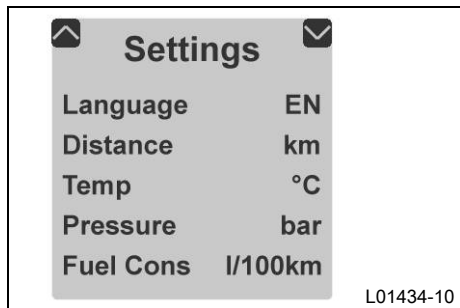 Settings
Language EN
Distance km
Temp °C
Pressure bar
Fuel Cons l/100km
L01434-10